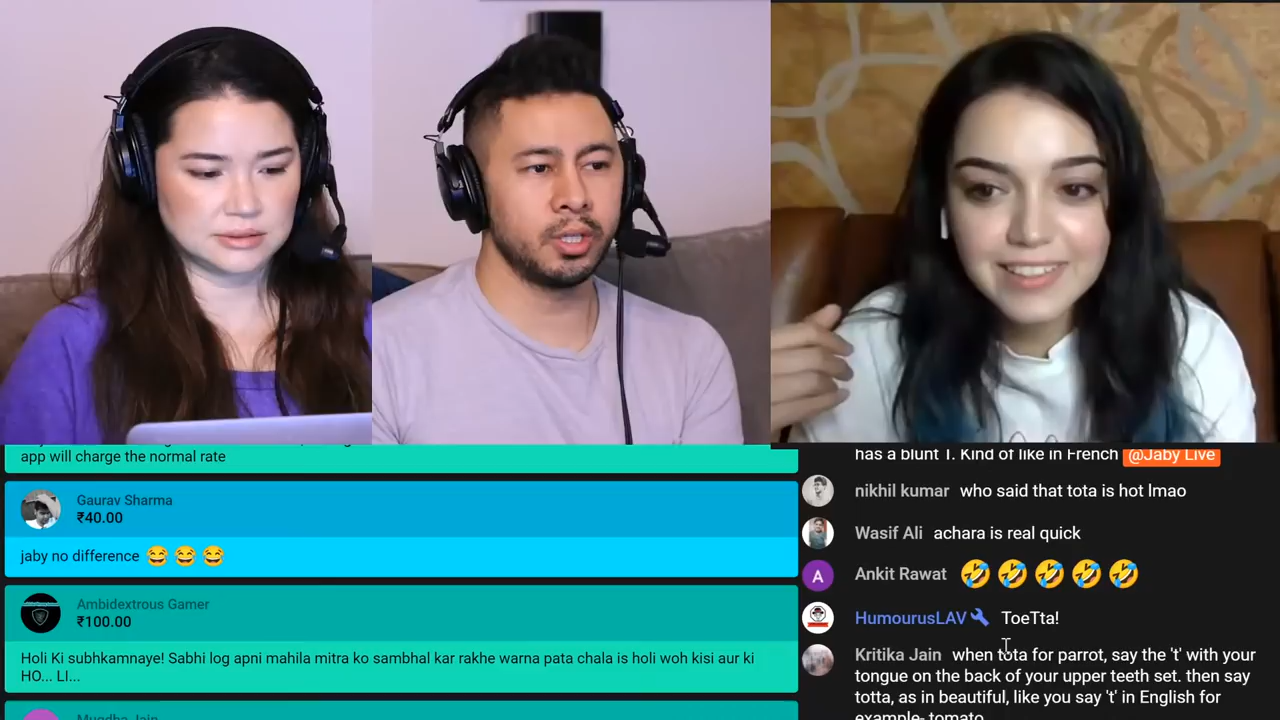 app will charge the normal rate
Gaurav Sharma
₹40.00
jaby no difference 😂 😂 😂
Ambidextrous Gamer
₹100.00
Holi Ki subhkamnaye! Sabhi log apni mahila mitra ko sambhal kar rakhe warna pata chala is holi woh kisi aur ki
HO... LI...
Mugdha Jain
has a blunt T. Kind of like in French @Jaby Live
nikhil kumar who said that tota is hot lmao
Wasif Ali achara is real quick
A Ankit Rawat 🤣 🤣 🤣 🤣 🤣
HumourusLAV ToeTta!
Kritika Jain when tota for parrot, say the 't' with your
tongue on the back of your upper teeth set. then say
totta, as in beautiful, like you say 't' in English for
example- tomato